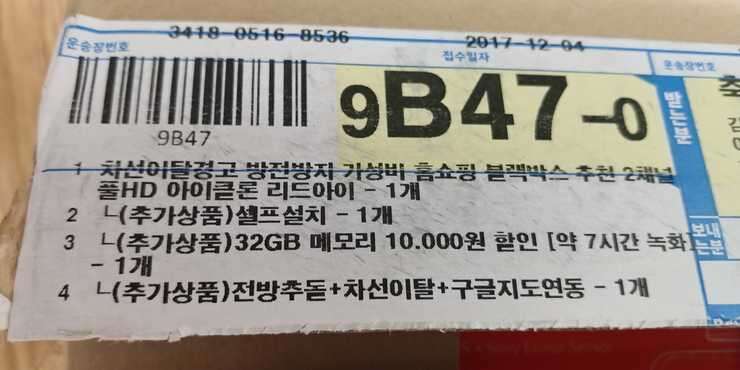 3418-0516-8536
2017-12-04
운송장번호
접수일자
운송장번호
9B47-0
9B47
받는분
1 차선이탈경고 방전방지 가성비 홈쇼핑 블랙박스 추천 2채널
풀HD 아이클론 리드아이 - 1개
2 ㄴ(추가상품)셀프설치 - 1개
3 ㄴ(추가상품)32GB 메모리 10.000원 할인 [약 7시간 녹화]
- 1개
4 ㄴ(추가상품)전방추돌+차선이탈+구글지도연동 - 1개
보내
는분